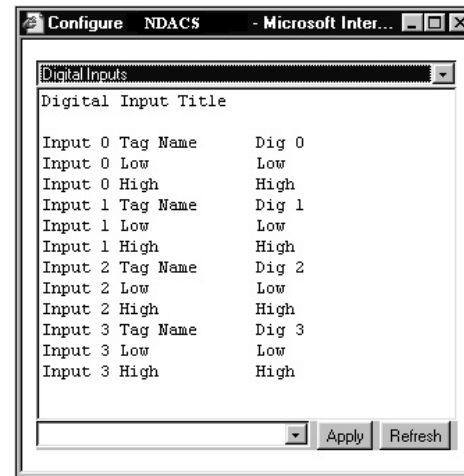 Configure NDACS - Microsoft Inter...
Digital Inputs
Digital Input Title
Input 0 Tag Name Dig 0
Input 0 Low Low
Input 0 High High
Input 1 Tag Name Dig 1
Input 1 Low Low
Input 1 High High
Input 2 Tag Name Dig 2
Input 2 Low Low
Input 2 High High
Input 3 Tag Name Dig 3
Input 3 Low Low
Input 3 High High
Apply Refresh